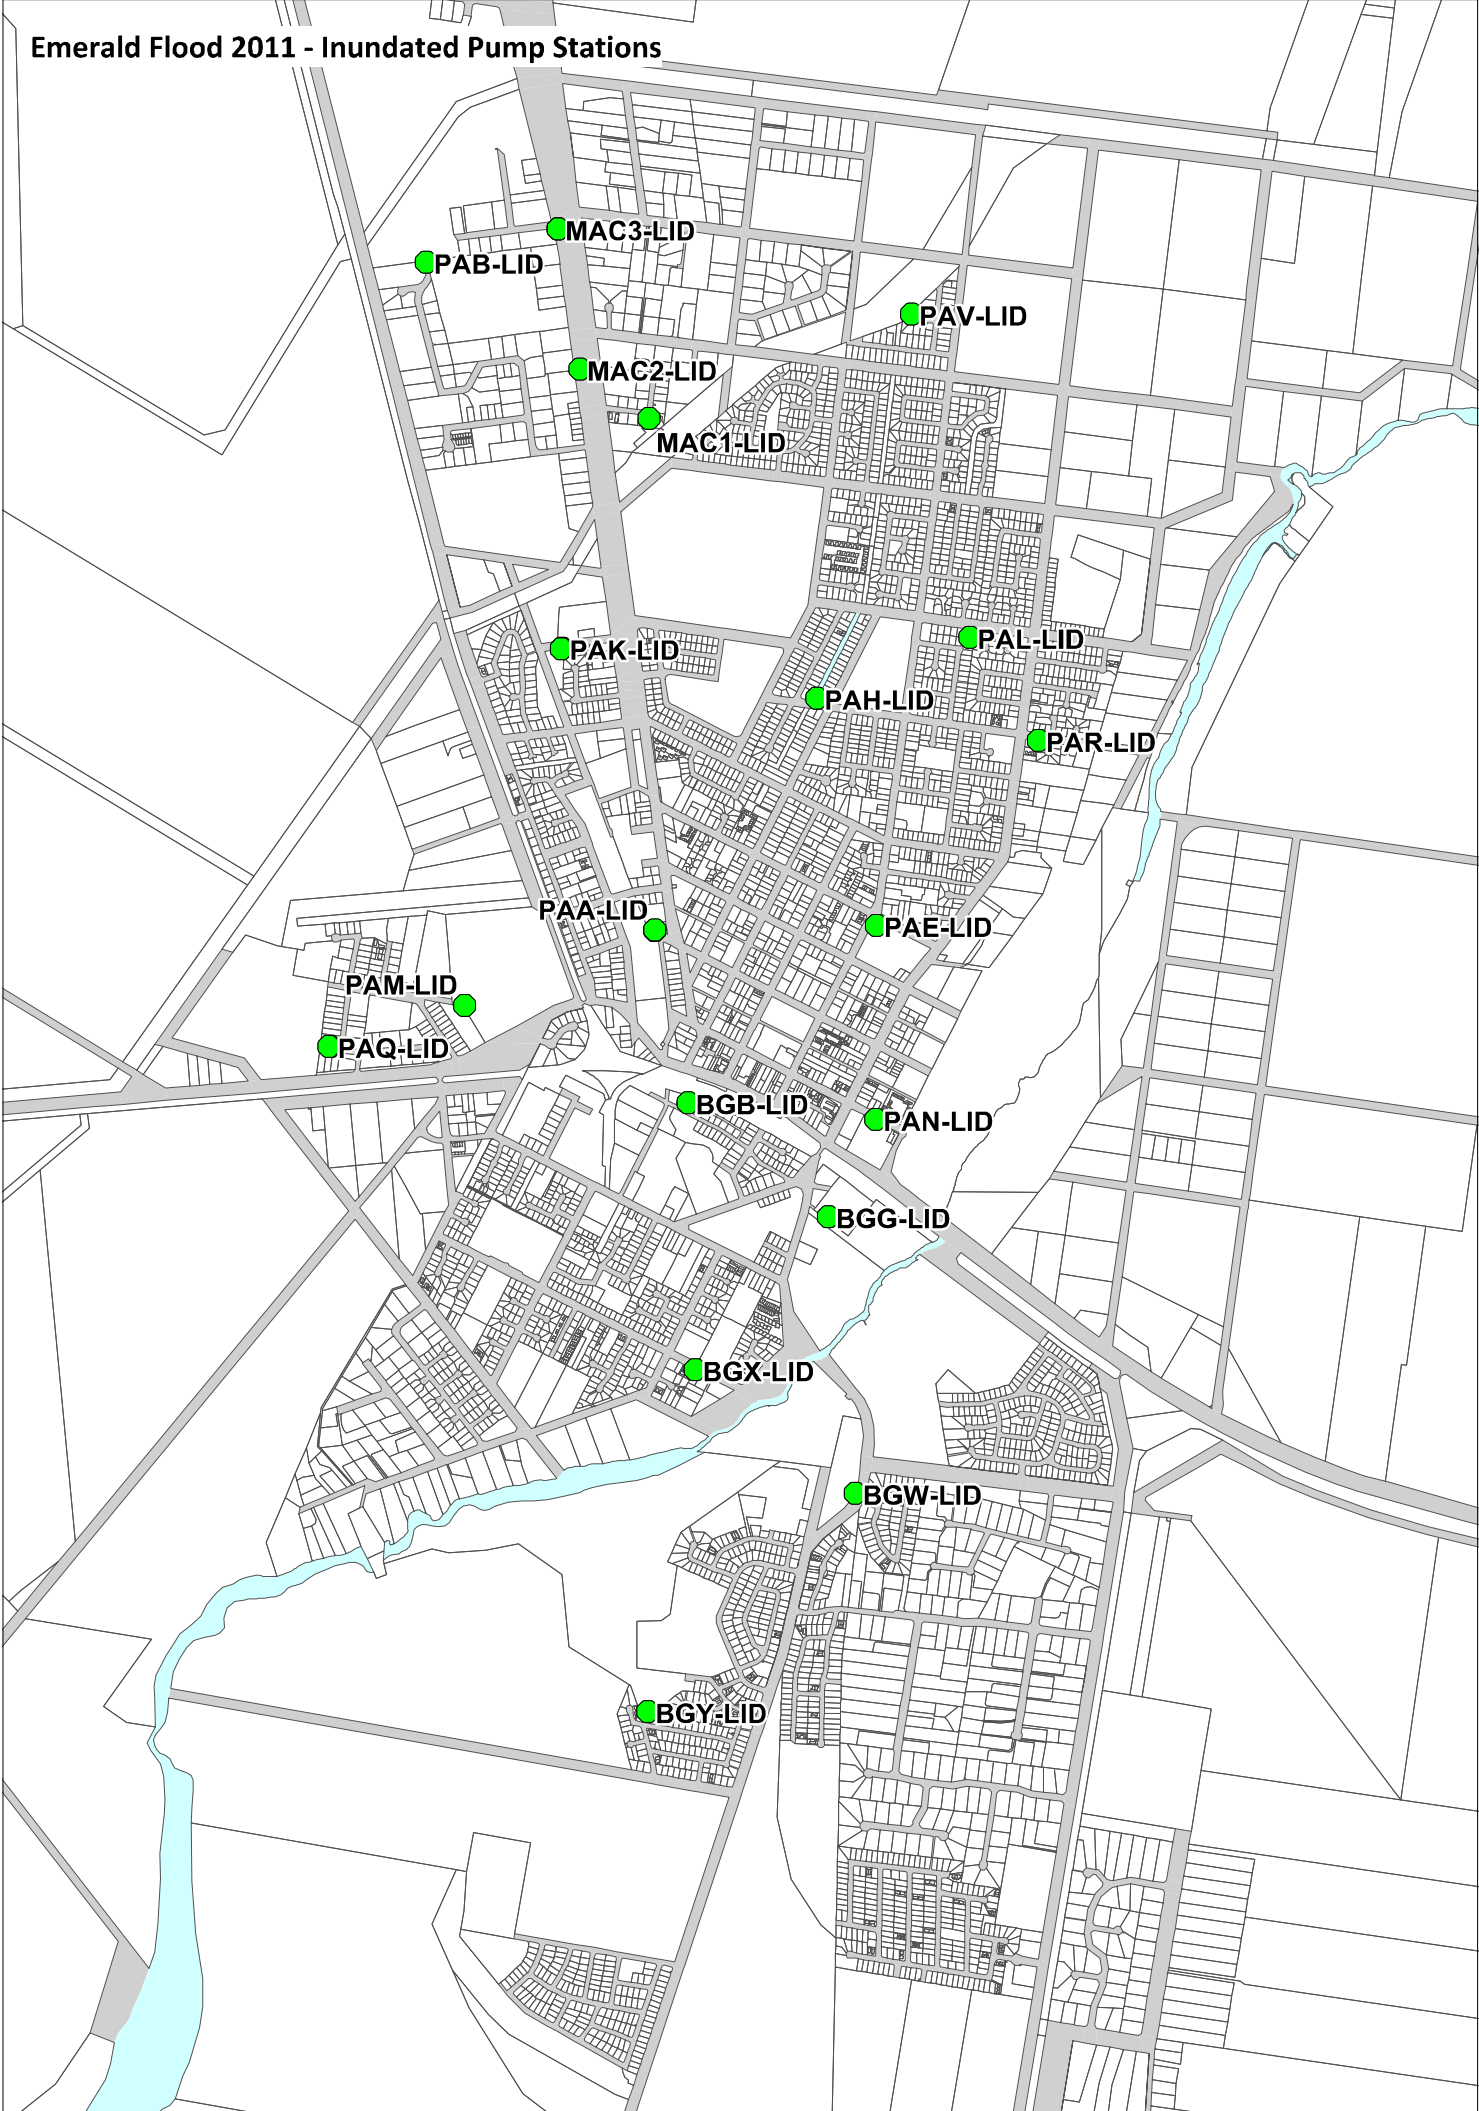 Emerald Flood 2011 - Inundated Pump Stations
MAC3-LID
PAB-LID
PAV-LID
MAC2-LID
MAC1-LID
PAL-LID
PAK-LID
PAH-LID
PAR-LID
PAA-LID
PAE-LID
PAM-LID
PAQ-LID
BGB-LID
PAN-LID
BGG-LID
BGX-LID
BGW-LID
BGY-LID